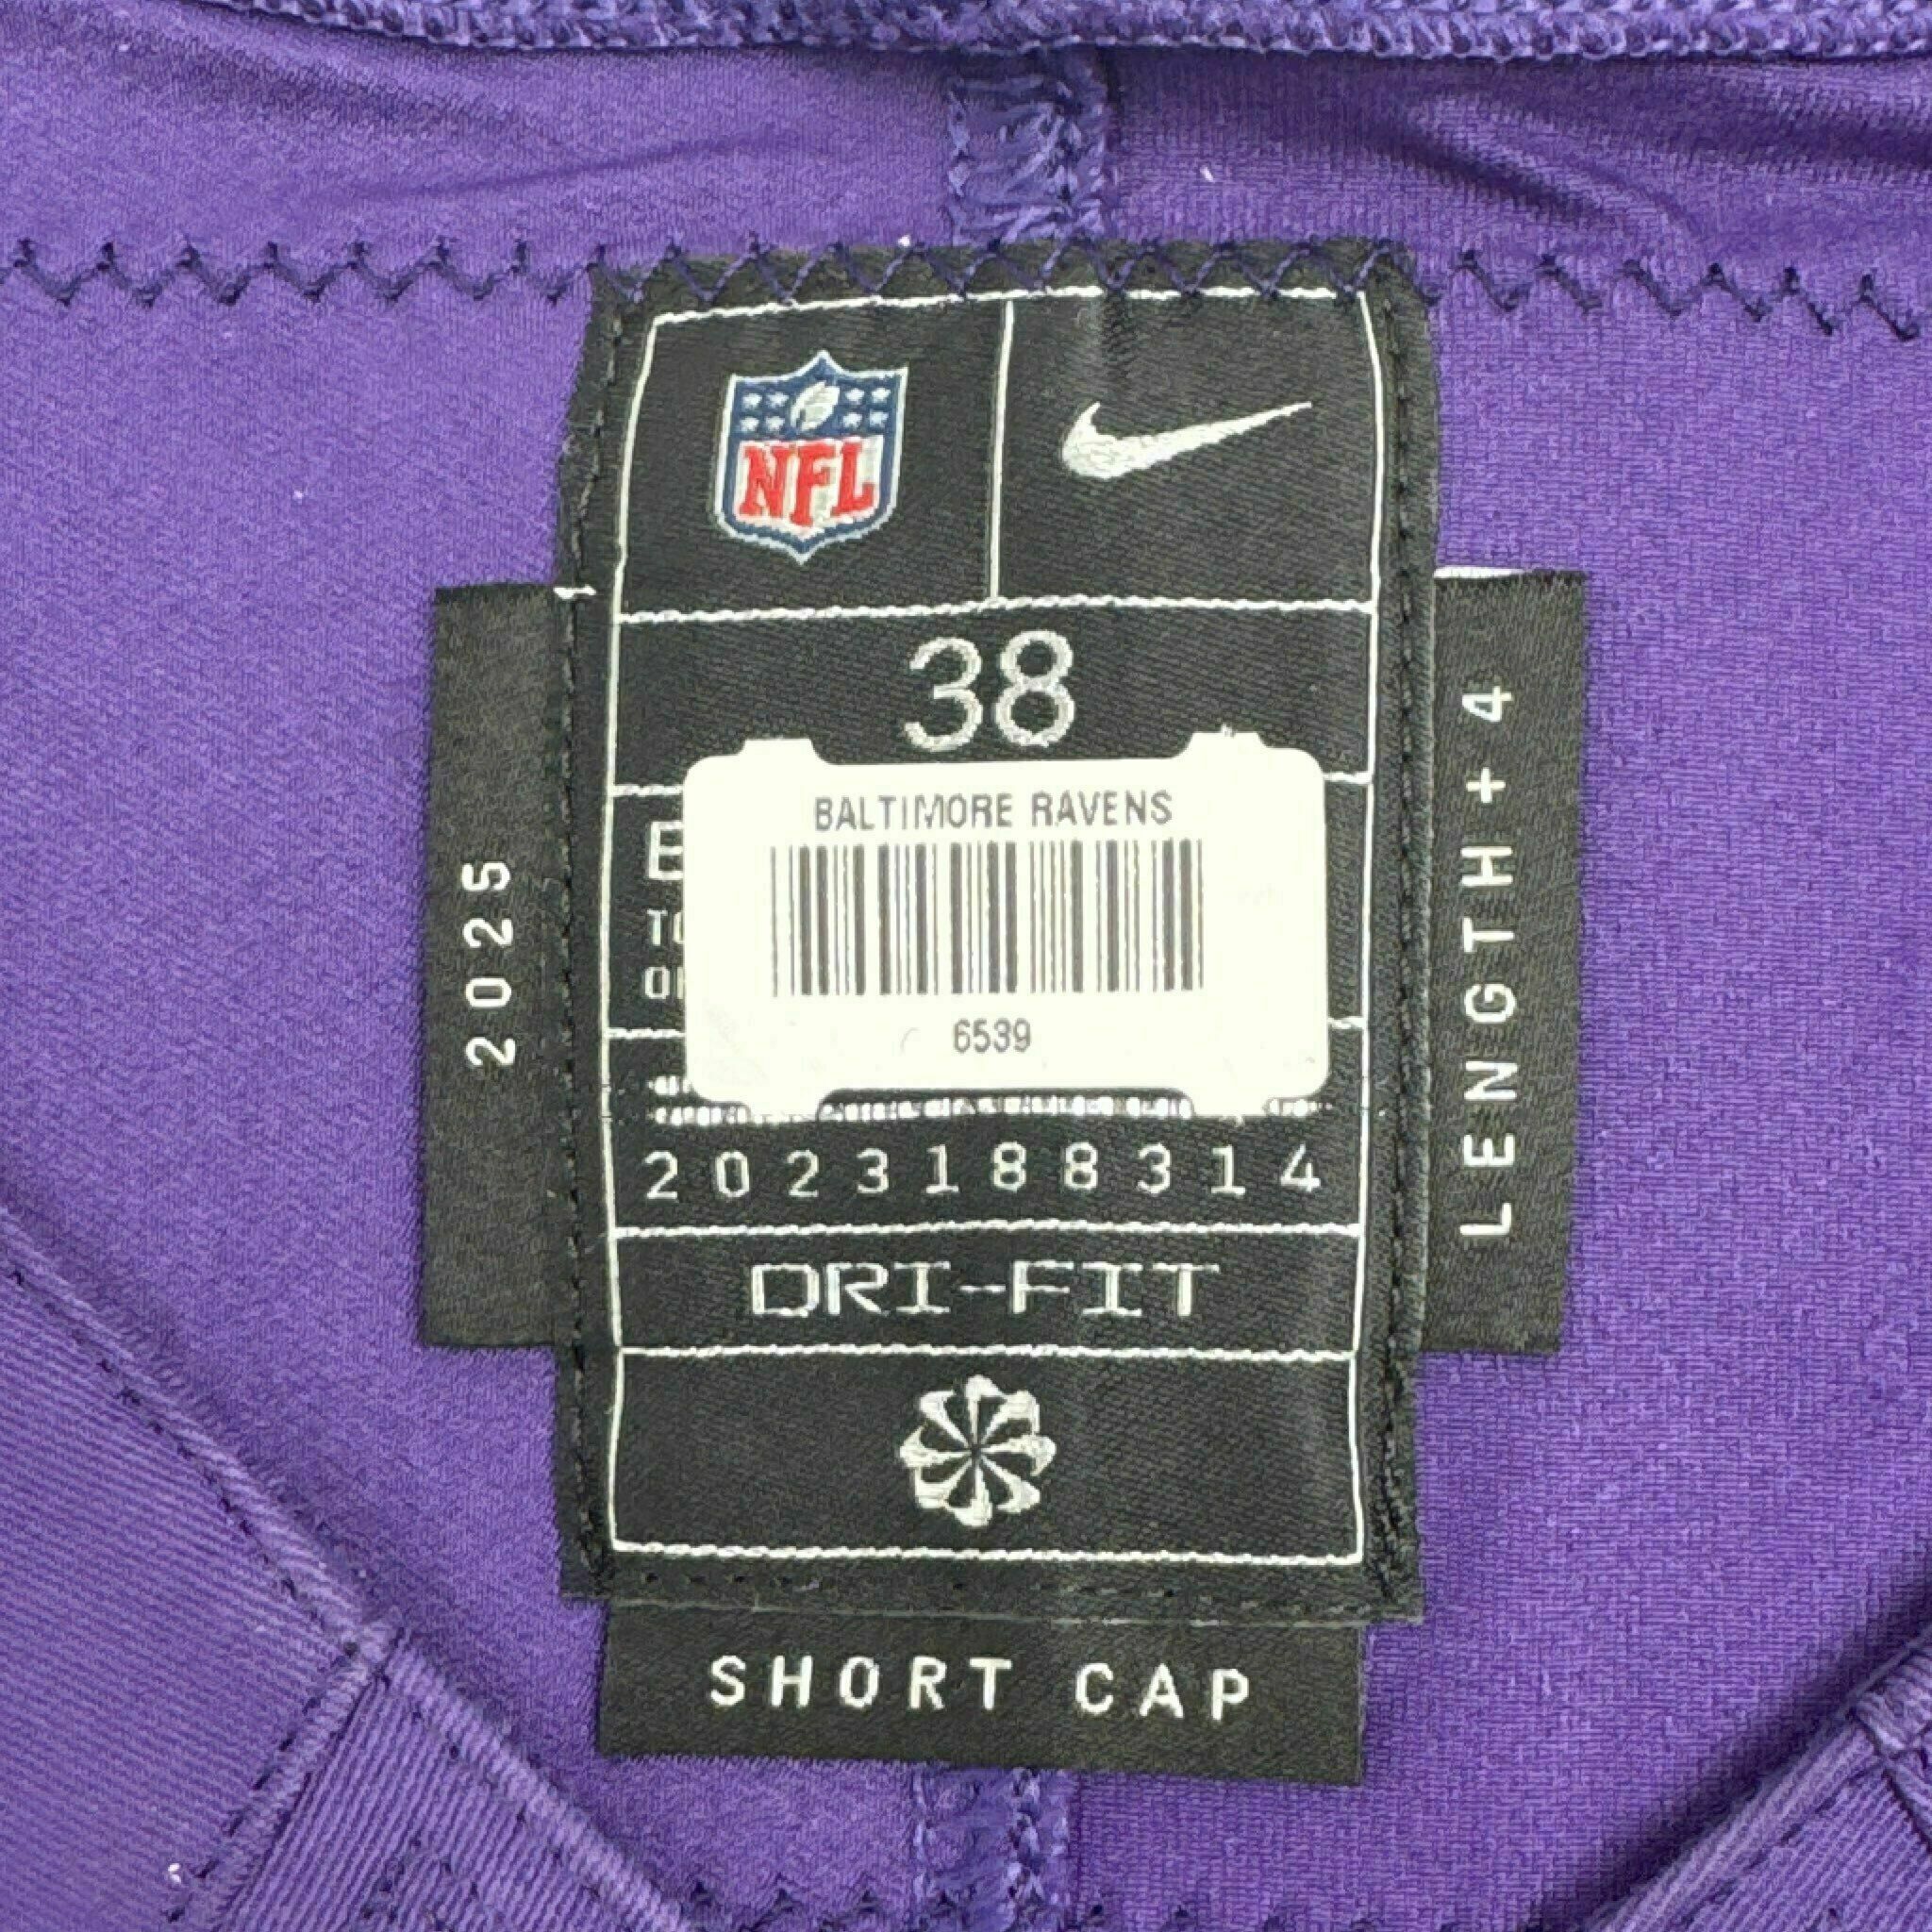 NFL
38
BALTIMORE RAVENS
6539
2023188314
DRI-FIT
SHORT CAP
2025
LENGTH+4